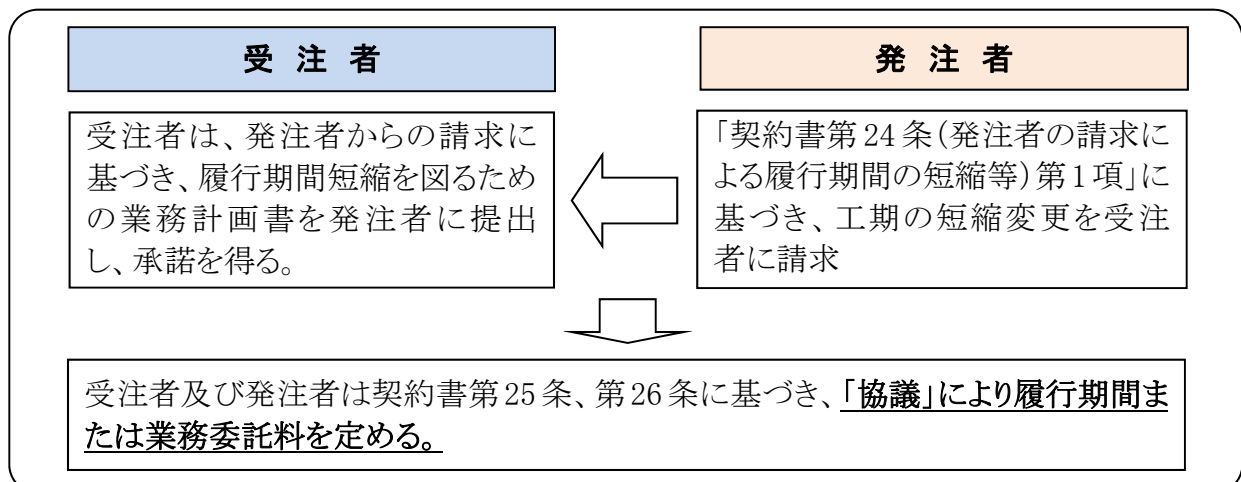 受 注 者
発 注 者
受注者は、発注者からの請求に
基づき、履行期間短縮を図るため
の業務計画書を発注者に提出
し、承諾を得る。
「契約書第24条(発注者の請求に
よる履行期間の短縮等)第1項」に
基づき、工期の短縮変更を受注
者に請求
受注者及び発注者は契約書第25条、第26条に基づき、「協議」により履行期間ま
たは業務委託料を定める。